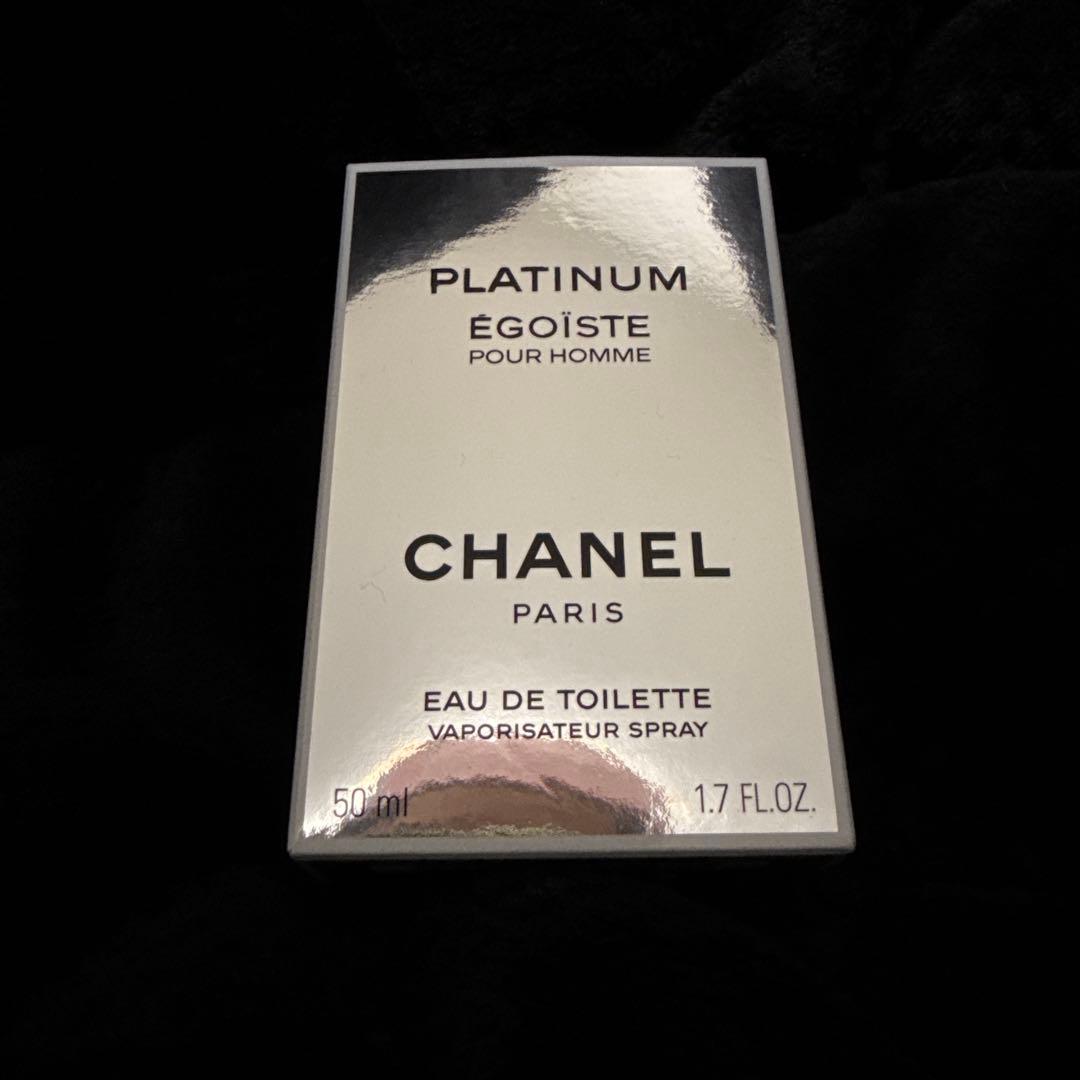 PLATINUM
ÉGOÏSTE
POUR HOMME
CHANEL
PARIS
EAU DE TOILETTE
VAPORISATEUR SPRAY
50 ml 1.7 FL.OZ.